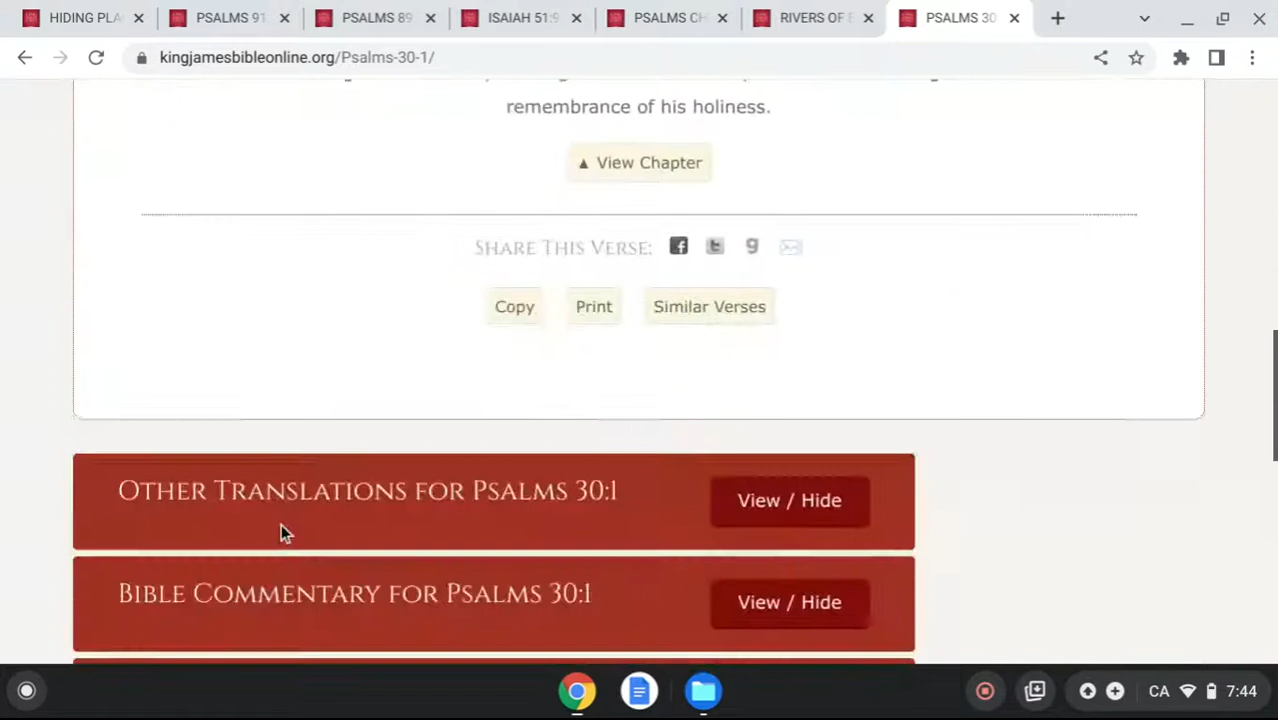 HIDING PLA
PSALMS 91
PSALMS 89
ISAIAH 51:9
PSALMS CH
RIVERS OF
PSALMS 30
kingjamesbibleonline.org/Psalms-30-1/
remembrance of his holiness.
▲ View Chapter
Share This Verse:
Copy
Print
Similar Verses
Other Translations for Psalms 30:1
View / Hide
Bible Commentary for Psalms 30:1
View / Hide
CA
7:44